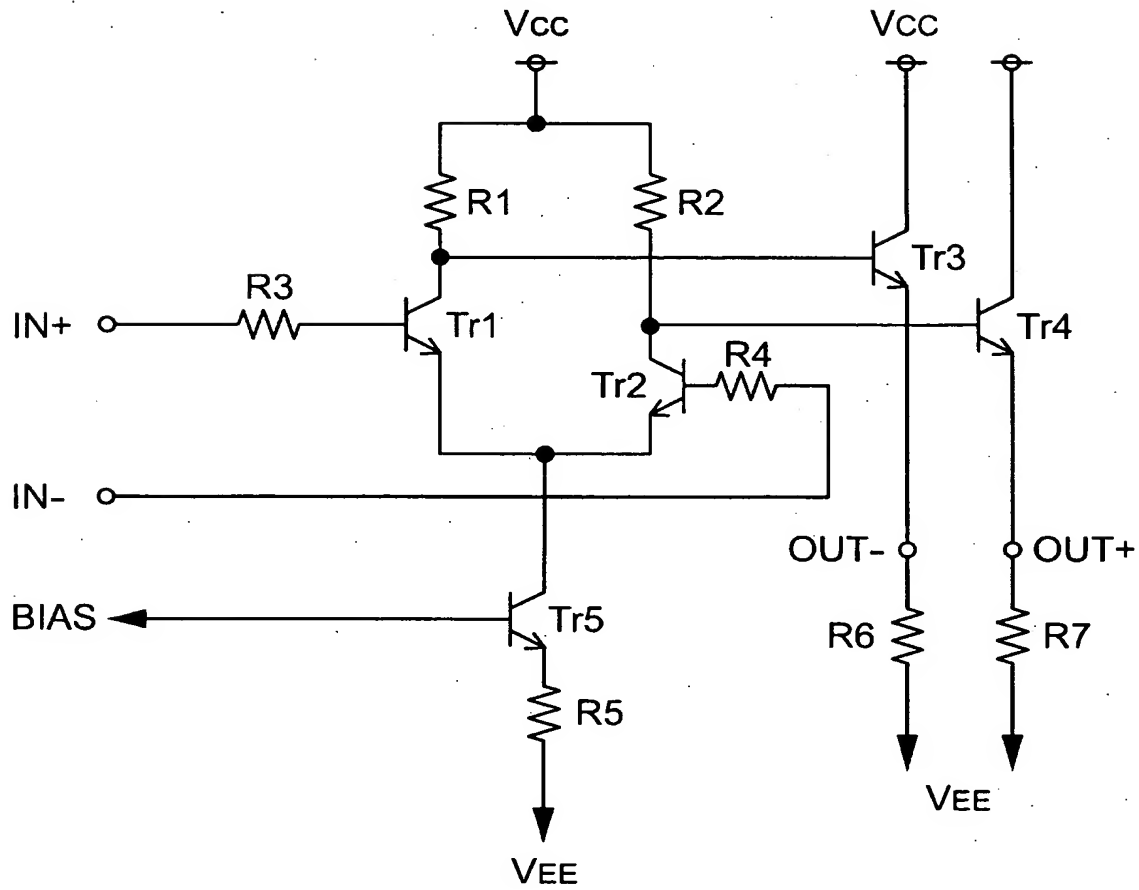 Vcc
VCC
R1
R2
Tr3
R3
IN+
Tr1
Tr4
R4
Tr2
IN-
OUT-
OUT+
BIAS
Tr5
R6
R7
R5
VEE
VEE